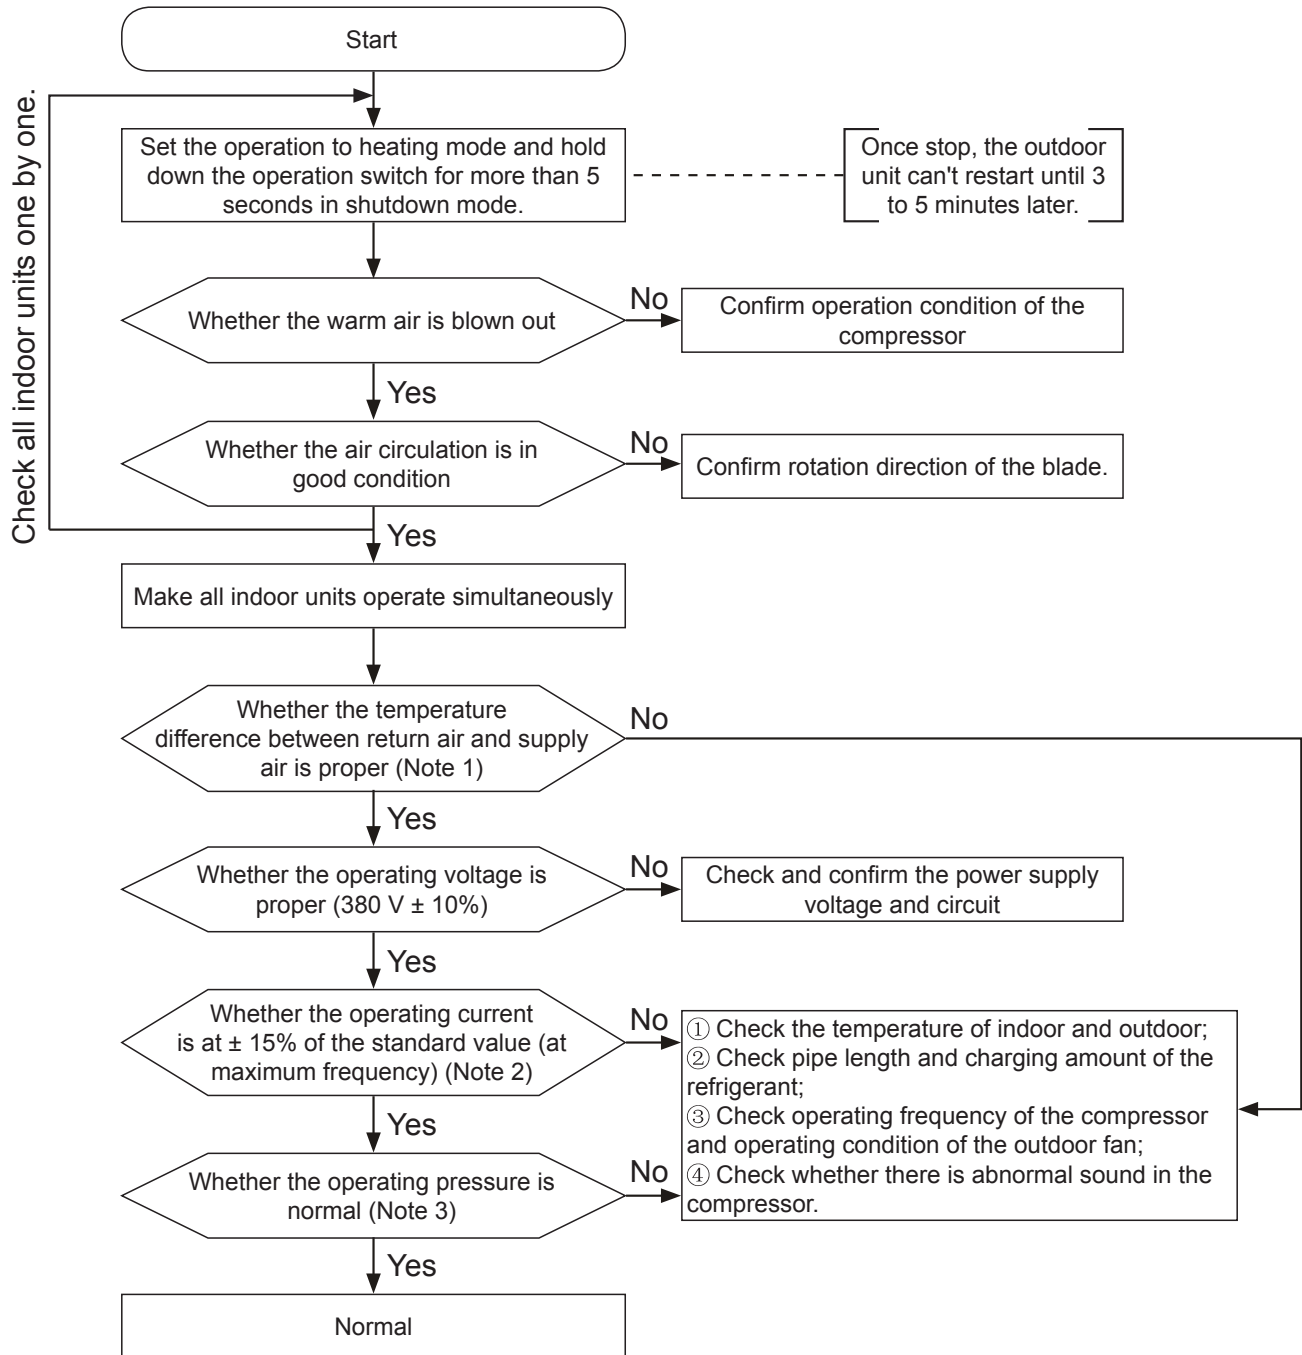 Start
Check all indoor units one by one.
Set the operation to heating mode and hold
down the operation switch for more than 5
seconds in shutdown mode.
Once stop, the outdoor
unit can't restart until 3
to 5 minutes later.
Whether the warm air is blown out
No
Confirm operation condition of the
compressor
Yes
Whether the air circulation is in
good condition
No
Confirm rotation direction of the blade.
Yes
Make all indoor units operate simultaneously
Whether the temperature
difference between return air and supply
air is proper (Note 1)
No
Yes
Whether the operating voltage is
proper (380 V ± 10%)
No
Check and confirm the power supply
voltage and circuit
Yes
Whether the operating current
is at ± 15% of the standard value (at
maximum frequency) (Note 2)
No
① Check the temperature of indoor and outdoor;
② Check pipe length and charging amount of the
refrigerant;
③ Check operating frequency of the compressor
and operating condition of the outdoor fan;
④ Check whether there is abnormal sound in the
compressor.
Yes
Whether the operating pressure is
normal (Note 3)
No
Yes
Normal